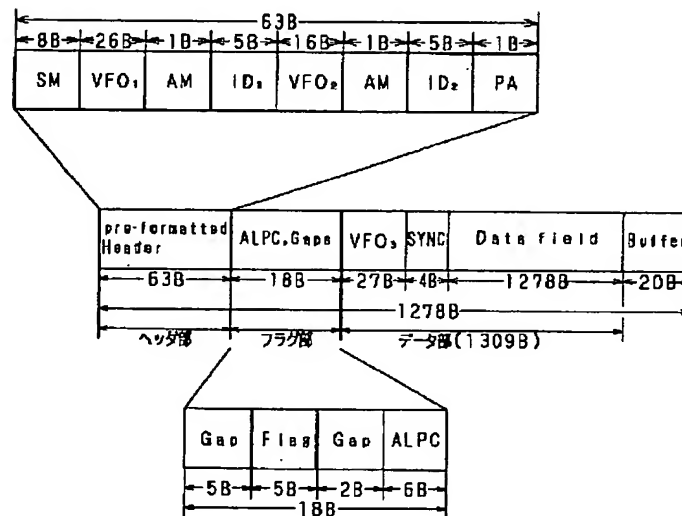 63B
8B 26B 1B 5B 16B 1B 5B 1B
SM VFO₁ AM ID₁ VFO₂ AM ID₂ PA
pre-formatted Header ALPC,Gaps VFO₃ SYNC Data field Buffer
63B 18B 27B 4B 1278B 20B
1278B
ヘッダ部 フラグ部 データ部(1309B)
Gap Flag Gap ALPC
5B 5B 2B 6B
18B